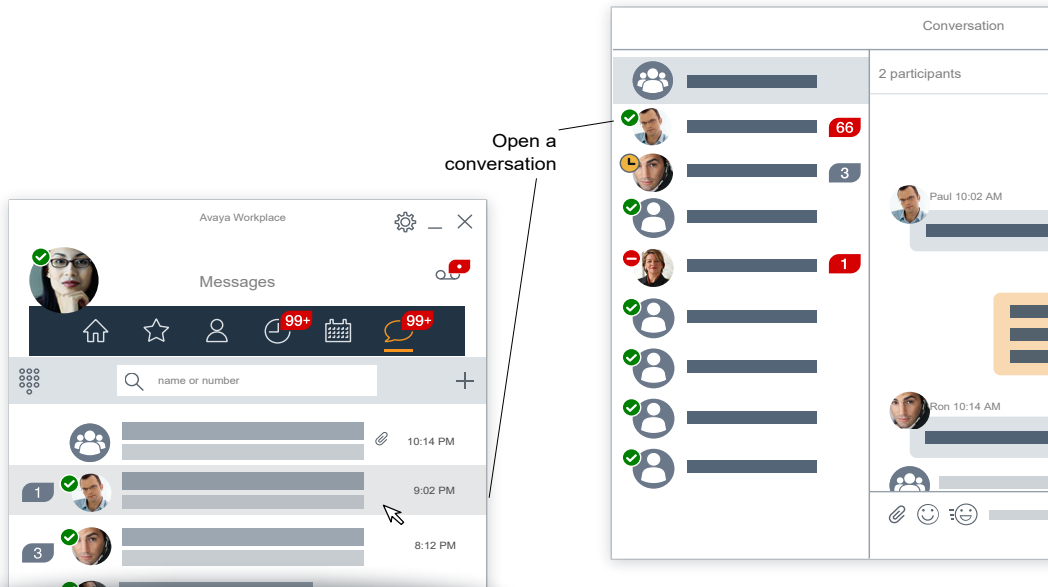 Conversation
2 participants
66
3
1
Paul 10:02 AM
Ron 10:14 AM
Open a
conversation
Avaya Workplace
Messages
99+
99+
name or number
10:14 PM
1
9:02 PM
3
8:12 PM